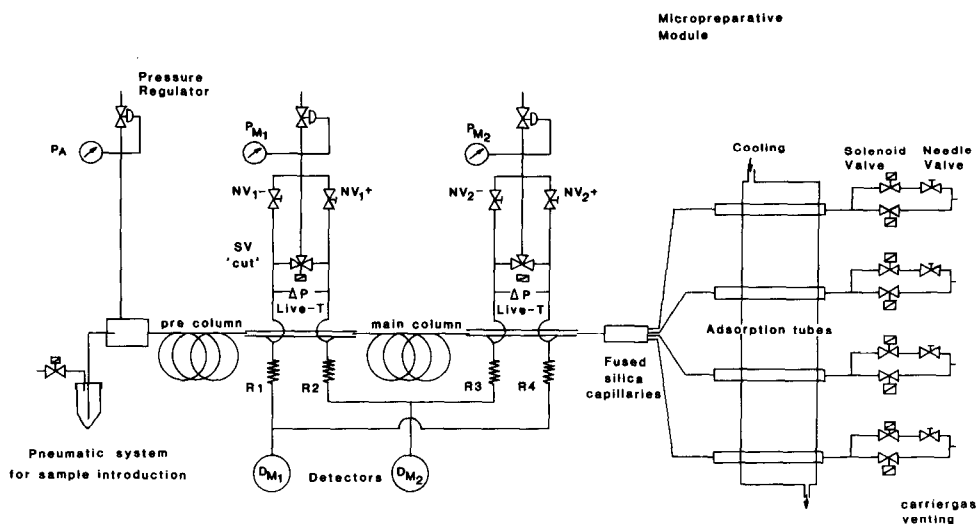 Micropreparative
Module
Pressure
Regulator
PA
PM1
PM2
NV1-
NV1+
NV2-
NV2+
SV
'cut'
ΔP
Live-T
ΔP
Live-T
Cooling
Solenoid
Valve
Needle
Valve
pre column
main column
Adsorption tubes
R1
R2
R3
R4
Fused
silica
capillaries
Pneumatic system
for sample introduction
DM1
Detectors
DM2
carriergas
venting